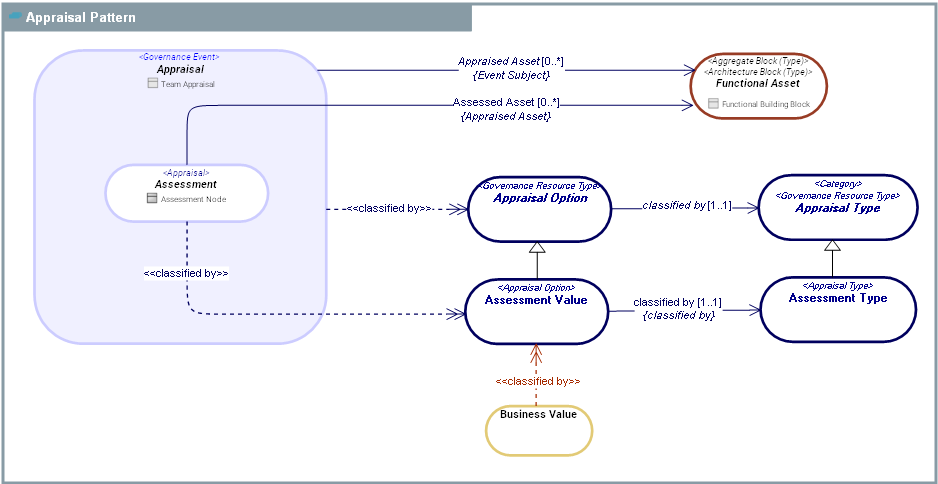 Appraisal Pattern
<Governance Event>
Appraisal
Team Appraisal
Appraised Asset [0..*]
{Event Subject}
<Aggregate Block (Type)>
<Architecture Block (Type)>
Functional Asset
Functional Building Block
Assessed Asset [0..*]
{Appraised Asset}
<Appraisal>
Assessment
Assessment Node
<<classified by>>
<Governance Resource Type>
Appraisal Option
classified by [1..1]
<Category>
<Governance Resource Type>
Appraisal Type
<<classified by>>
<Appraisal Option>
Assessment Value
classified by [1..1]
{classified by}
<Appraisal Type>
Assessment Type
<<classified by>>
Business Value